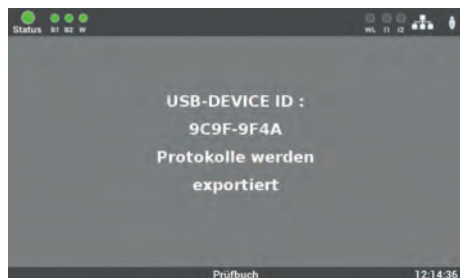 Status S1 S2 W WL I1 I2
USB-DEVICE ID :
9C9F-9F4A
Protokolle werden
exportiert
Prüfbuch 12:14:36